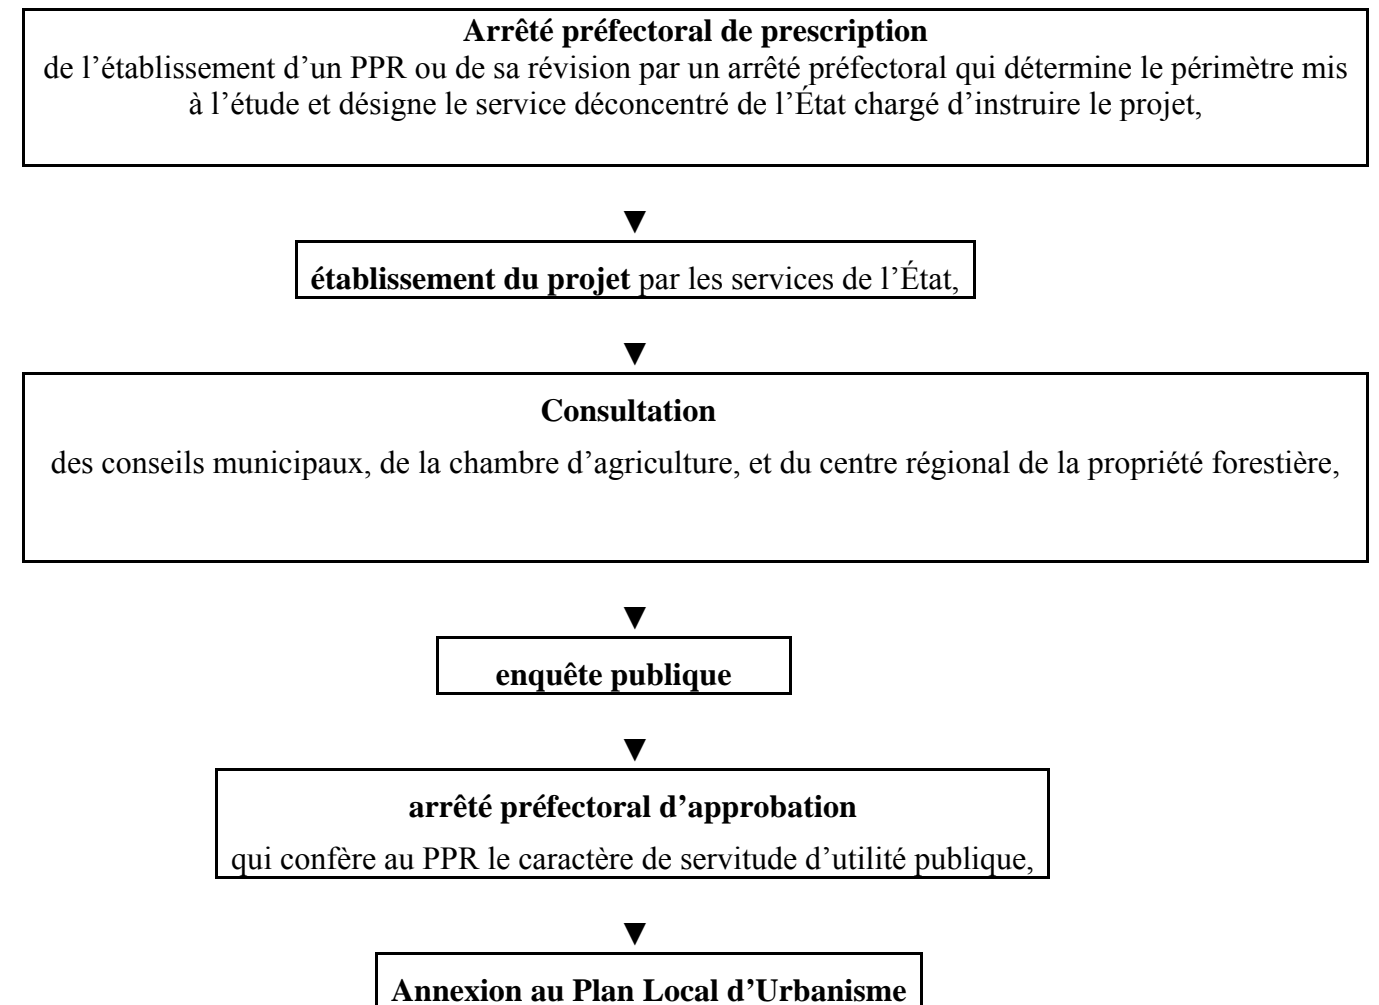 Arrêté préfectoral de prescription
de l’établissement d’un PPR ou de sa révision par un arrêté préfectoral qui détermine le périmètre mis
à l’étude et désigne le service déconcentré de l’État chargé d’instruire le projet,
établissement du projet par les services de l’État,
Consultation
des conseils municipaux, de la chambre d’agriculture, et du centre régional de la propriété forestière,
enquête publique
arrêté préfectoral d’approbation
qui confère au PPR le caractère de servitude d’utilité publique,
Annexion au Plan Local d’Urbanisme